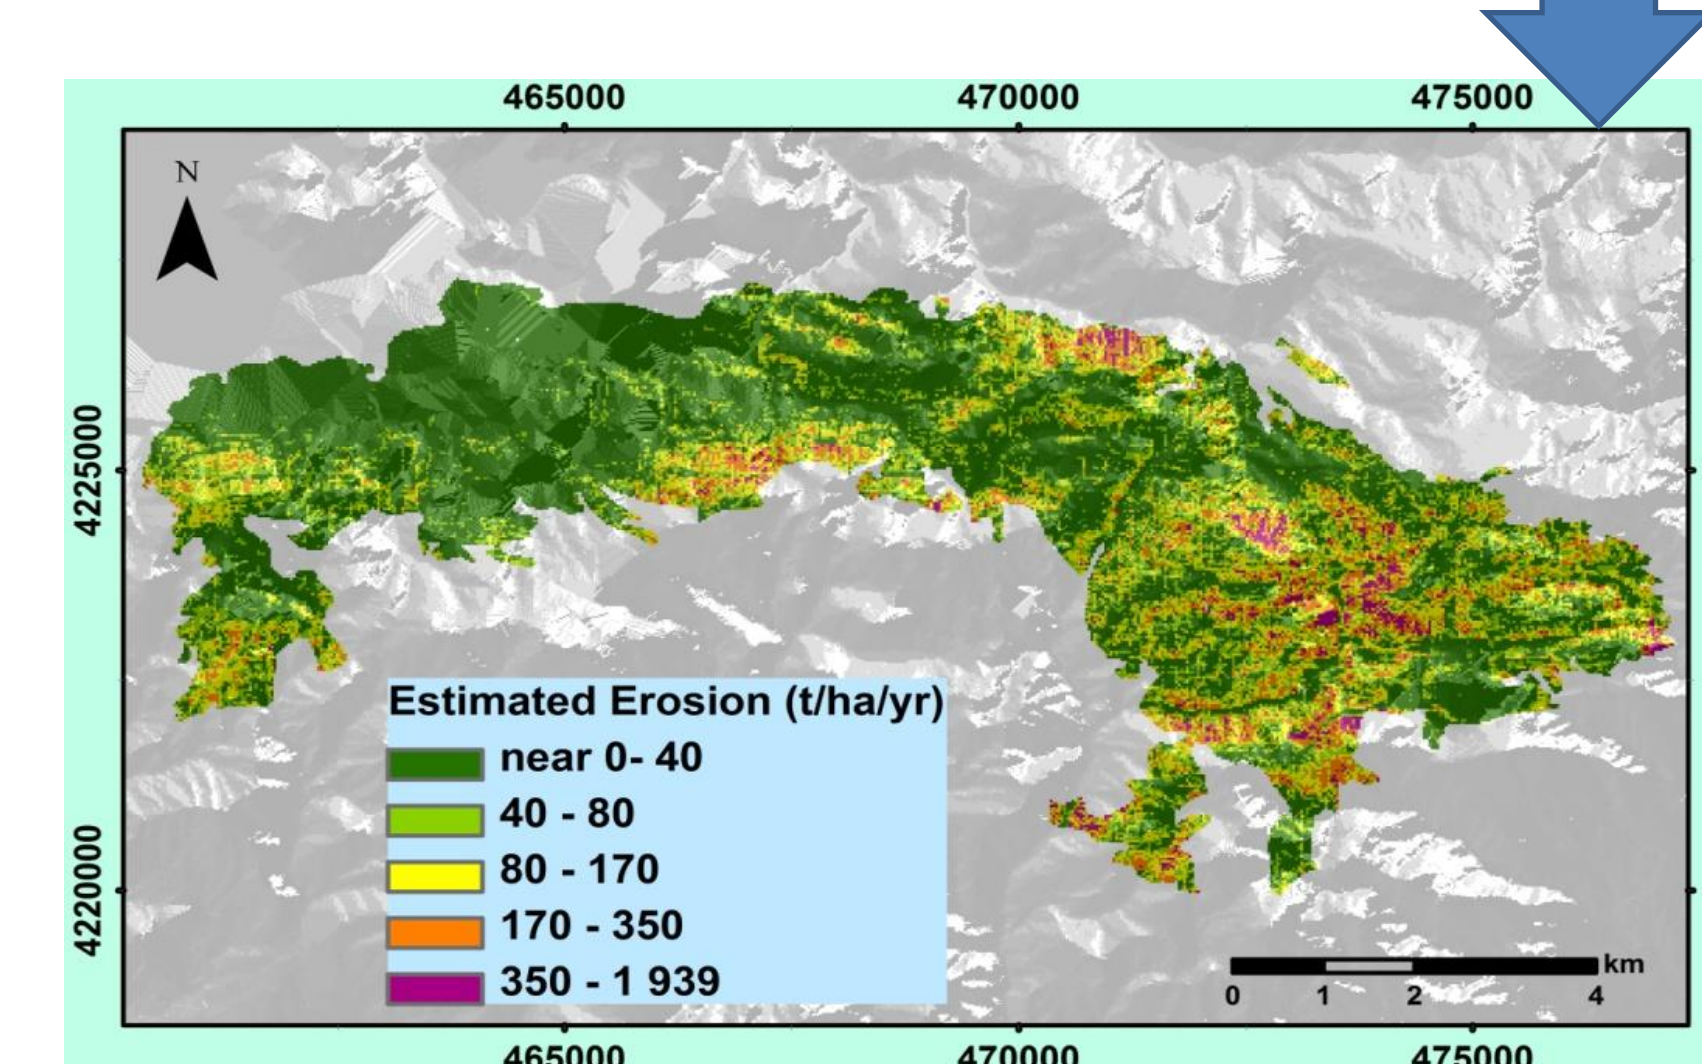 465000 470000 475000
N
4225000
4220000
Estimated Erosion (t/ha/yr)
near 0- 40
40 - 80
80 - 170
170 - 350
350 - 1 939
km
0 1 2 4
465000 470000 475000